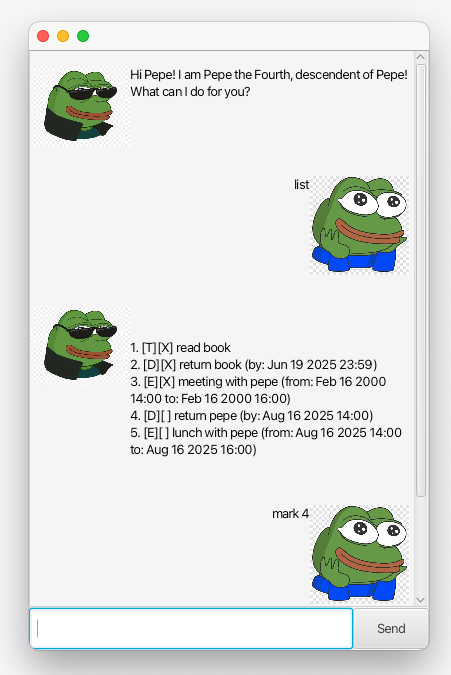 Hi Pepe! I am Pepe the Fourth, descendent of Pepe!
What can I do for you?
list
1. [T][X] read book
2. [D][X] return book (by: Jun 19 2025 23:59)
3. [E][X] meeting with pepe (from: Feb 16 2000
14:00 to: Feb 16 2000 16:00)
4. [D][ ] return pepe (by: Aug 16 2025 14:00)
5. [E][ ] lunch with pepe (from: Aug 16 2025 14:00
to: Aug 16 2025 16:00)
mark 4
Send